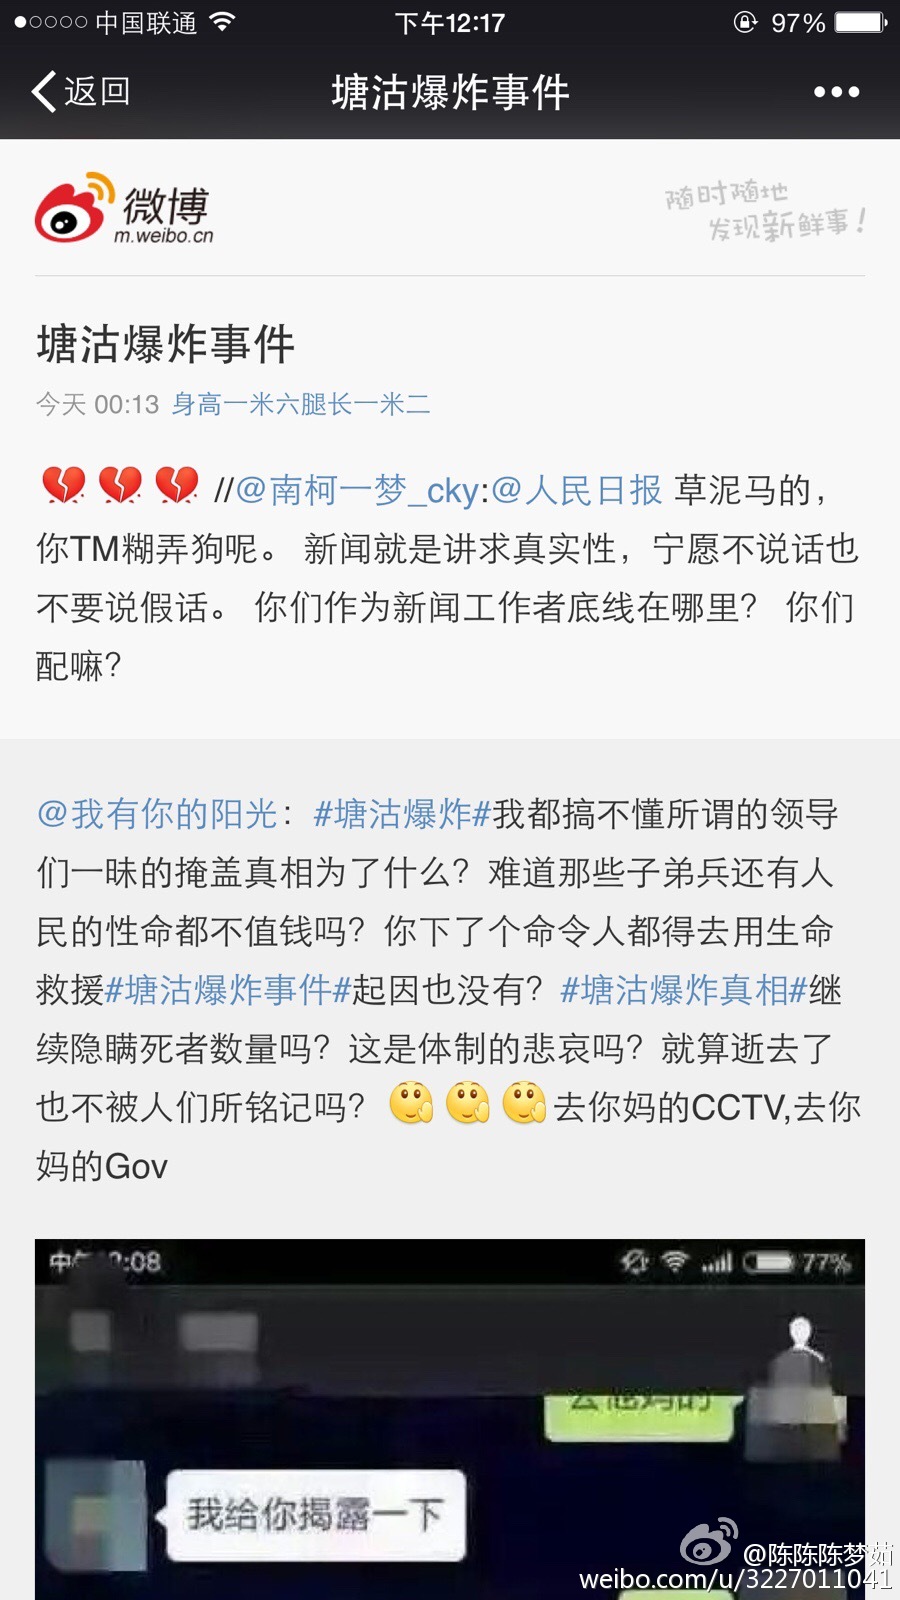 中国联通 下午12:17 97%
返回 塘沽爆炸事件
微博
m.weibo.cn
随时随地
发现新鲜事！
塘沽爆炸事件
今天 00:13 身高一米六腿长一米二
//@南柯一梦_cky:@人民日报 草泥马的，
你TM糊弄狗呢。 新闻就是讲求真实性，宁愿不说话也
不要说假话。 你们作为新闻工作者底线在哪里？ 你们
配嘛？
@我有你的阳光：#塘沽爆炸#我都搞不懂所谓的领导
们一昧的掩盖真相为了什么？难道那些子弟兵还有人
民的性命都不值钱吗？你下了个命令人都得去用生命
救援#塘沽爆炸事件#起因也没有？#塘沽爆炸真相#继
续隐瞒死者数量吗？这是体制的悲哀吗？就算逝去了
也不被人们所铭记吗？去你妈的CCTV,去你
妈的Gov
:08 77%
去他妈的
我给你揭露一下
@陈陈陈梦茹
weibo.com/u/3227011041